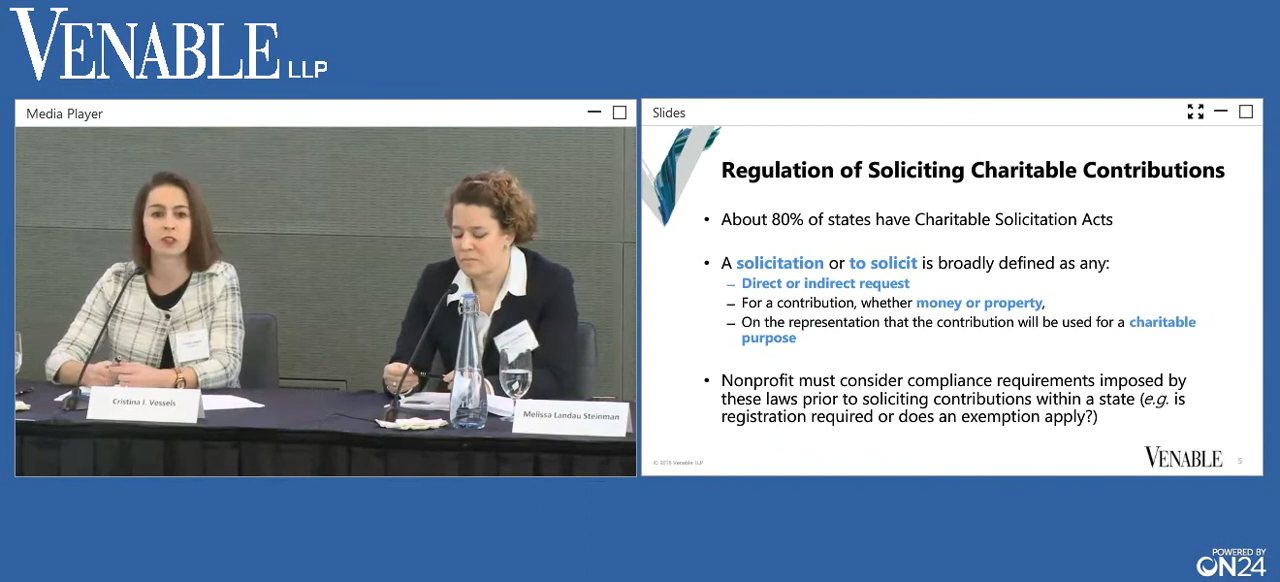 VENABLE LLP
Media Player
Slides
Cristina I. Vessels
Melissa Landau Steinman
Regulation of Soliciting Charitable Contributions
• About 80% of states have Charitable Solicitation Acts
• A solicitation or to solicit is broadly defined as any:
– Direct or indirect request
– For a contribution, whether money or property,
– On the representation that the contribution will be used for a charitable
purpose
• Nonprofit must consider compliance requirements imposed by
these laws prior to soliciting contributions within a state (e.g. is
registration required or does an exemption apply?)
VENABLE
5
POWERED BY
ON24